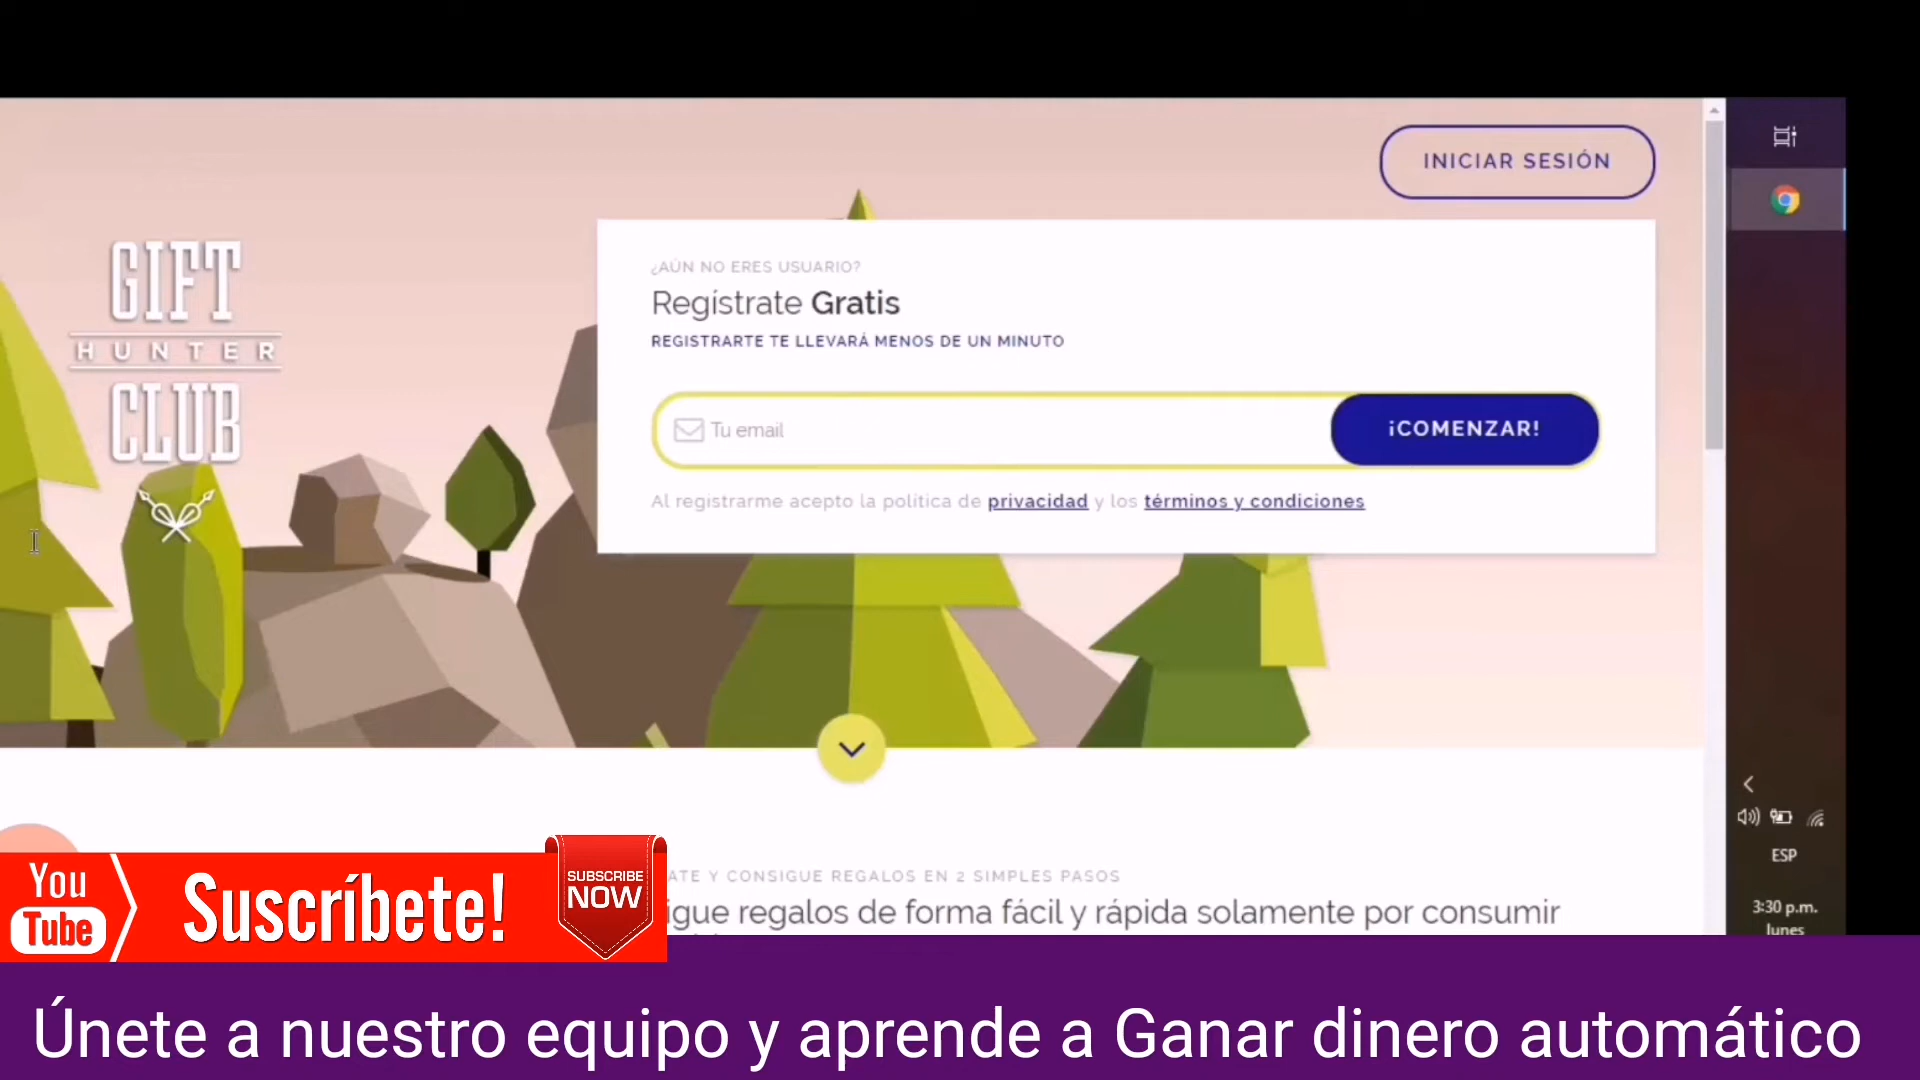 INICIAR SESIÓN
GIFT
HUNTER
CLUB
¿AÚN NO ERES USUARIO?
Regístrate Gratis
REGISTRARTE TE LLEVARÁ MENOS DE UN MINUTO
Tu email
¡COMENZAR!
Al registrarme acepto la política de privacidad y los términos y condiciones
ESP
3:30 p.m.
lunes
ATE Y CONSIGUE REGALOS EN 2 SIMPLES PASOS
igue regalos de forma fácil y rápida solamente por consumir
You
Tube
Suscríbete!
SUBSCRIBE
NOW
Únete a nuestro equipo y aprende a Ganar dinero automático